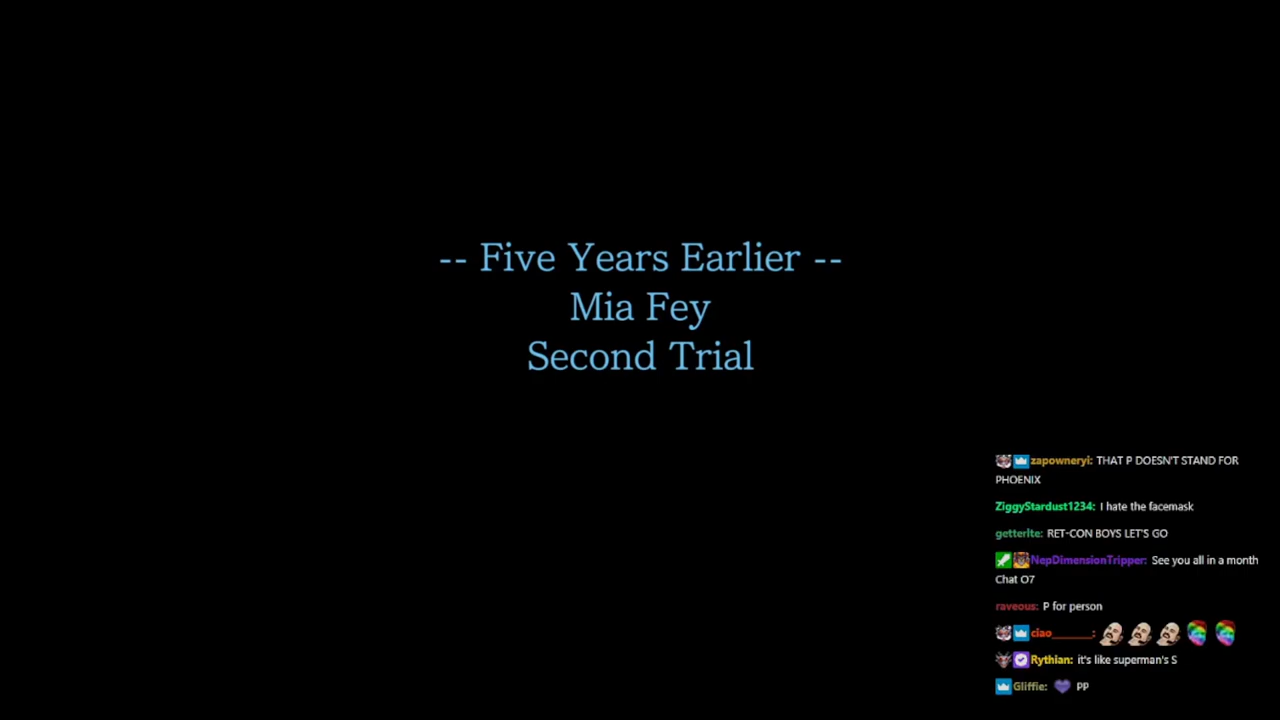 -- Five Years Earlier --
Mia Fey
Second Trial
zapowneryi: THAT P DOESN'T STAND FOR
PHOENIX
ZiggyStardust1234: I hate the facemask
getterlte: RET-CON BOYS LET'S GO
NepDimensionTripper: See you all in a month
Chat O7
raveous: P for person
ciao_______:
Rythian: it's like superman's S
Gliffie: PP